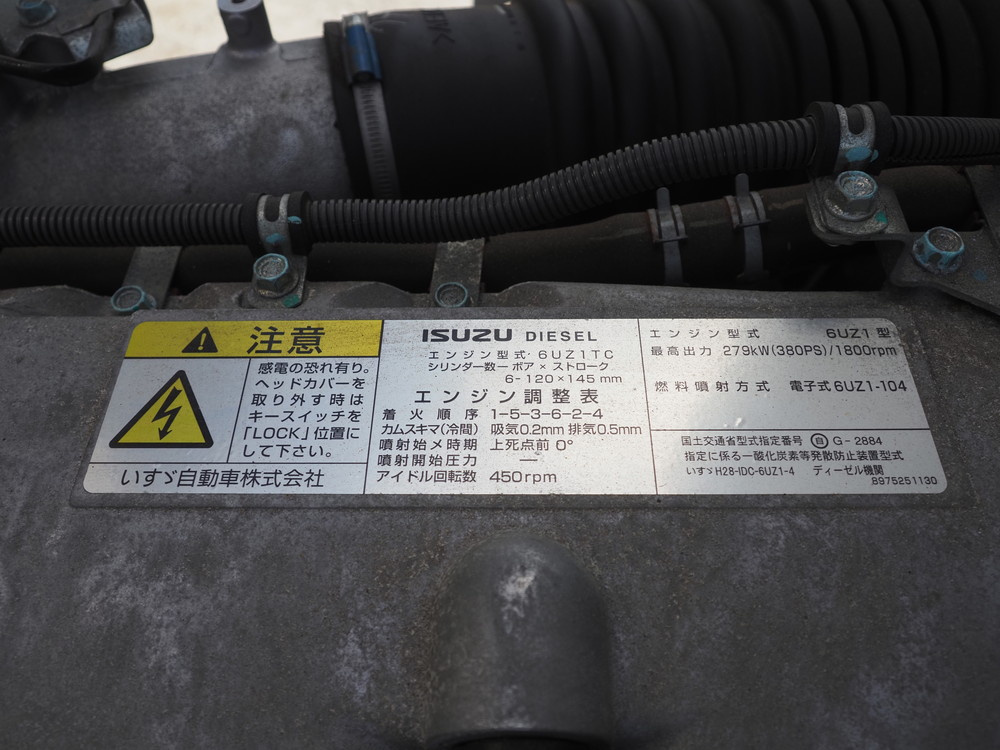 注意
感電の恐れ有り。
ヘッドカバーを
取り外す時は
キースイッチを
「LOCK」位置に
して下さい。
いすゞ自動車株式会社
ISUZU DIESEL
エンジン型式・6UZ1TC
シリンダー数ー ボア × ストローク
6-120×145mm
エンジン調整表
着火順序 1-5-3-6-2-4
カムスキマ(冷間) 吸気0.2mm 排気0.5mm
噴射始メ時期 上死点前 0°
噴射開始圧力 ―
アイドル回転数 450rpm
エンジン型式 6UZ1型
最高出力 279kW(380PS)/1800rpm
燃料噴射方式 電子式6UZ1-104
国土交通省型式指定番号 自 G-2884
指定に係る一酸化炭素等発散防止装置型式
いすゞH28-IDC-6UZ1-4 ディーゼル機関
8975251130